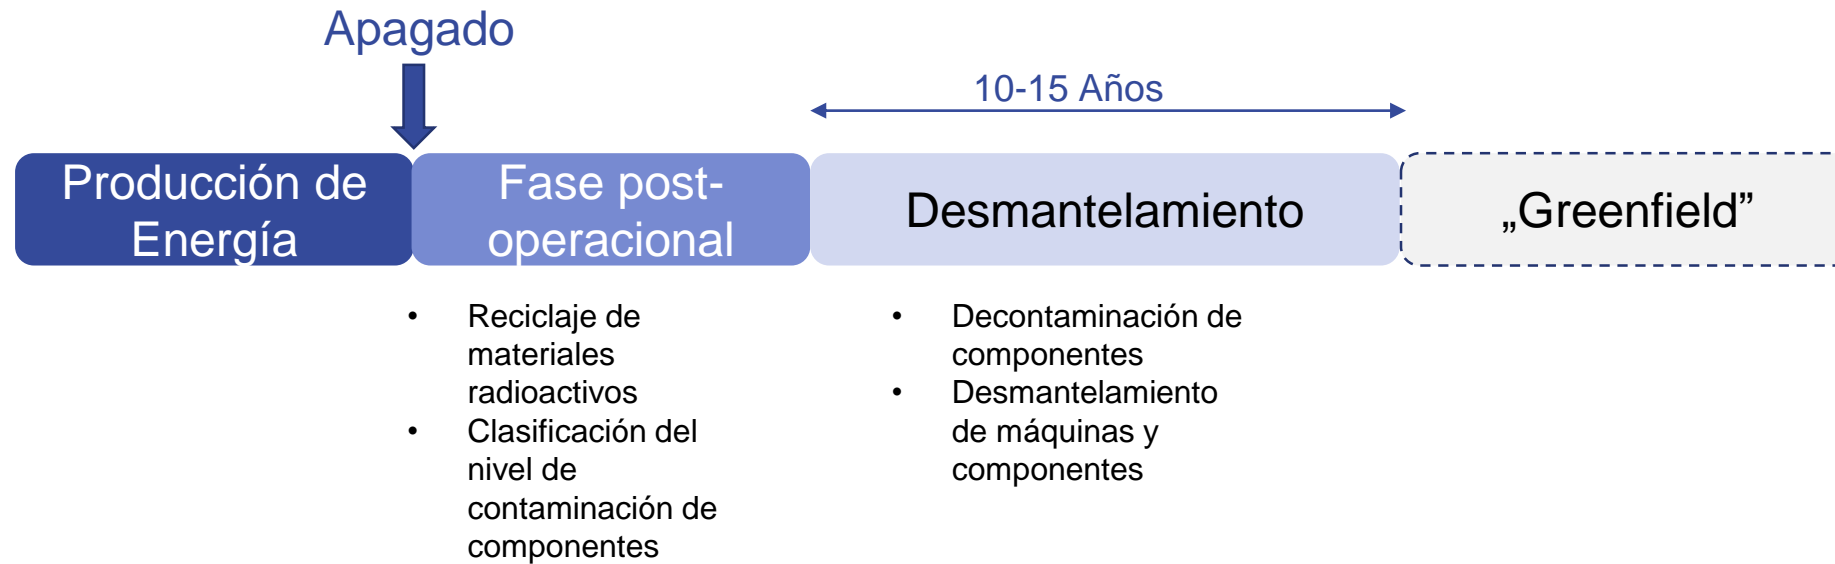 Apagado
10-15 Años
Producción de
Energía
Fase post-
operacional
Desmantelamiento
„Greenfield”
• Reciclaje de
materiales
radioactivos
• Clasificación del
nivel de
contaminación de
componentes
• Decontaminación de
componentes
• Desmantelamiento
de máquinas y
componentes